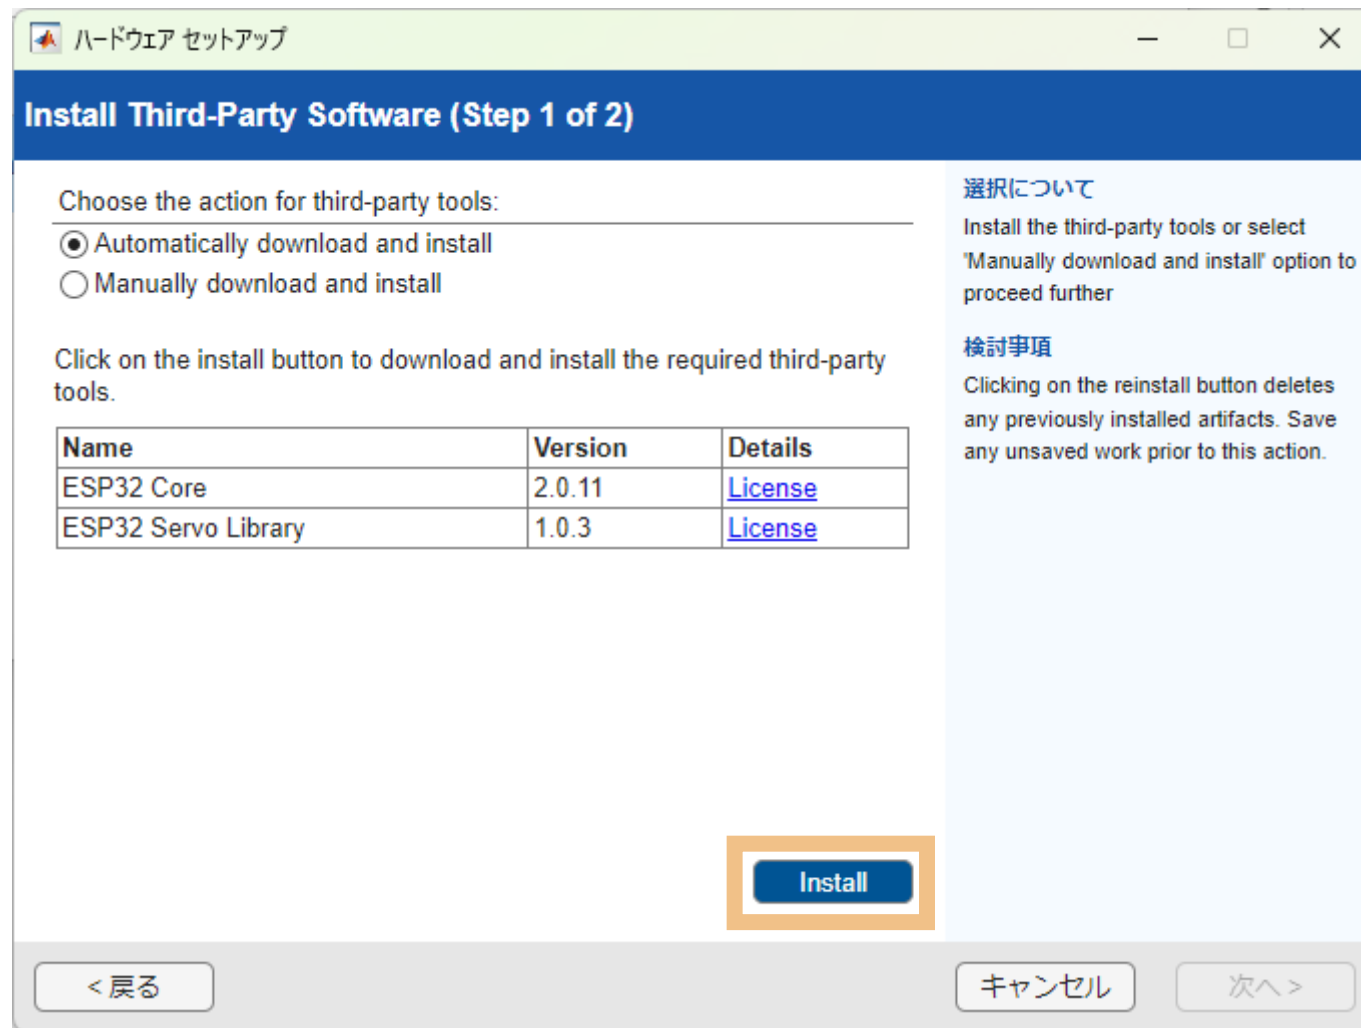 ハードウェア セットアップ
Install Third-Party Software (Step 1 of 2)
Choose the action for third-party tools:
Automatically download and install
Manually download and install
Click on the install button to download and install the required third-party
tools.
Name Version Details
ESP32 Core 2.0.11 License
ESP32 Servo Library 1.0.3 License
Install
選択について
Install the third-party tools or select
'Manually download and install' option to
proceed further
検討事項
Clicking on the reinstall button deletes
any previously installed artifacts. Save
any unsaved work prior to this action.
< 戻る キャンセル 次へ >